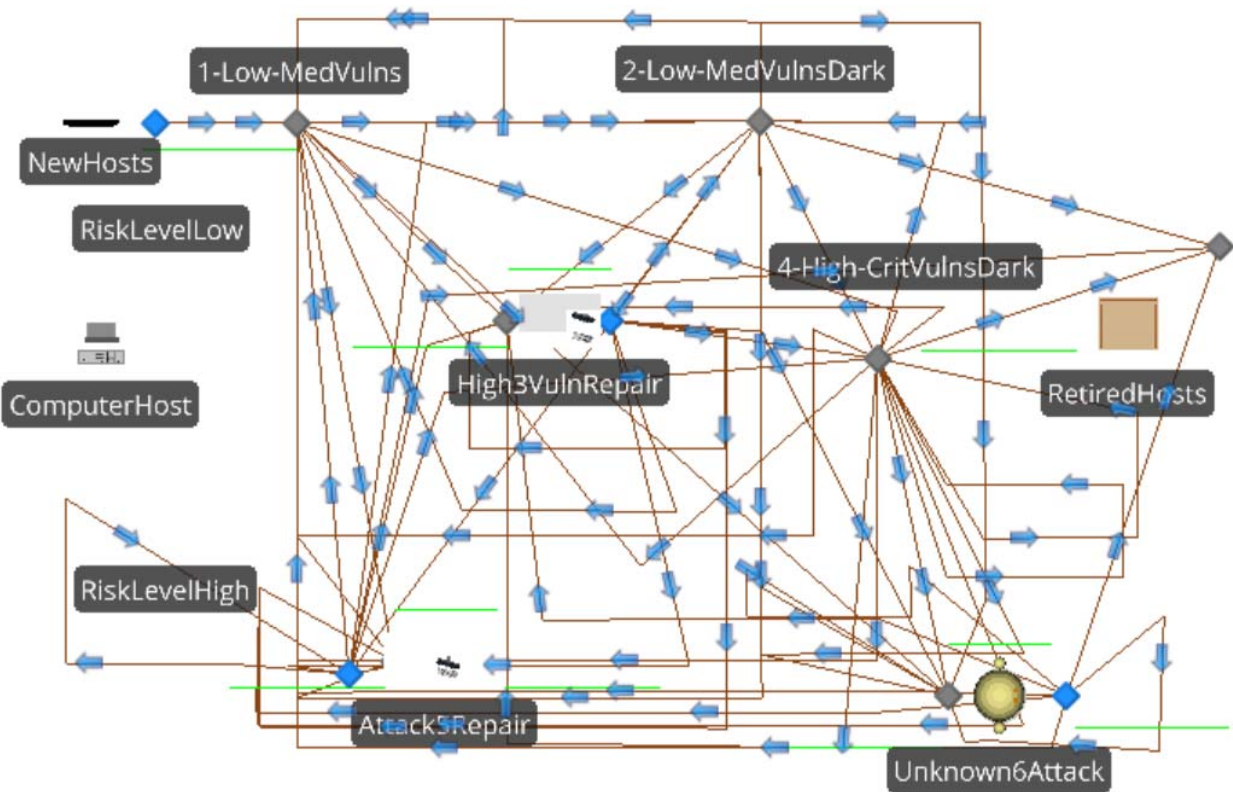 1-Low-MedVulns
2-Low-MedVulnsDark
NewHosts
RiskLevelLow
4-High-CritVulnsDark
High3VulnRepair
RetiredHosts
ComputerHost
RiskLevelHigh
Attack5Repair
Unknown6Attack